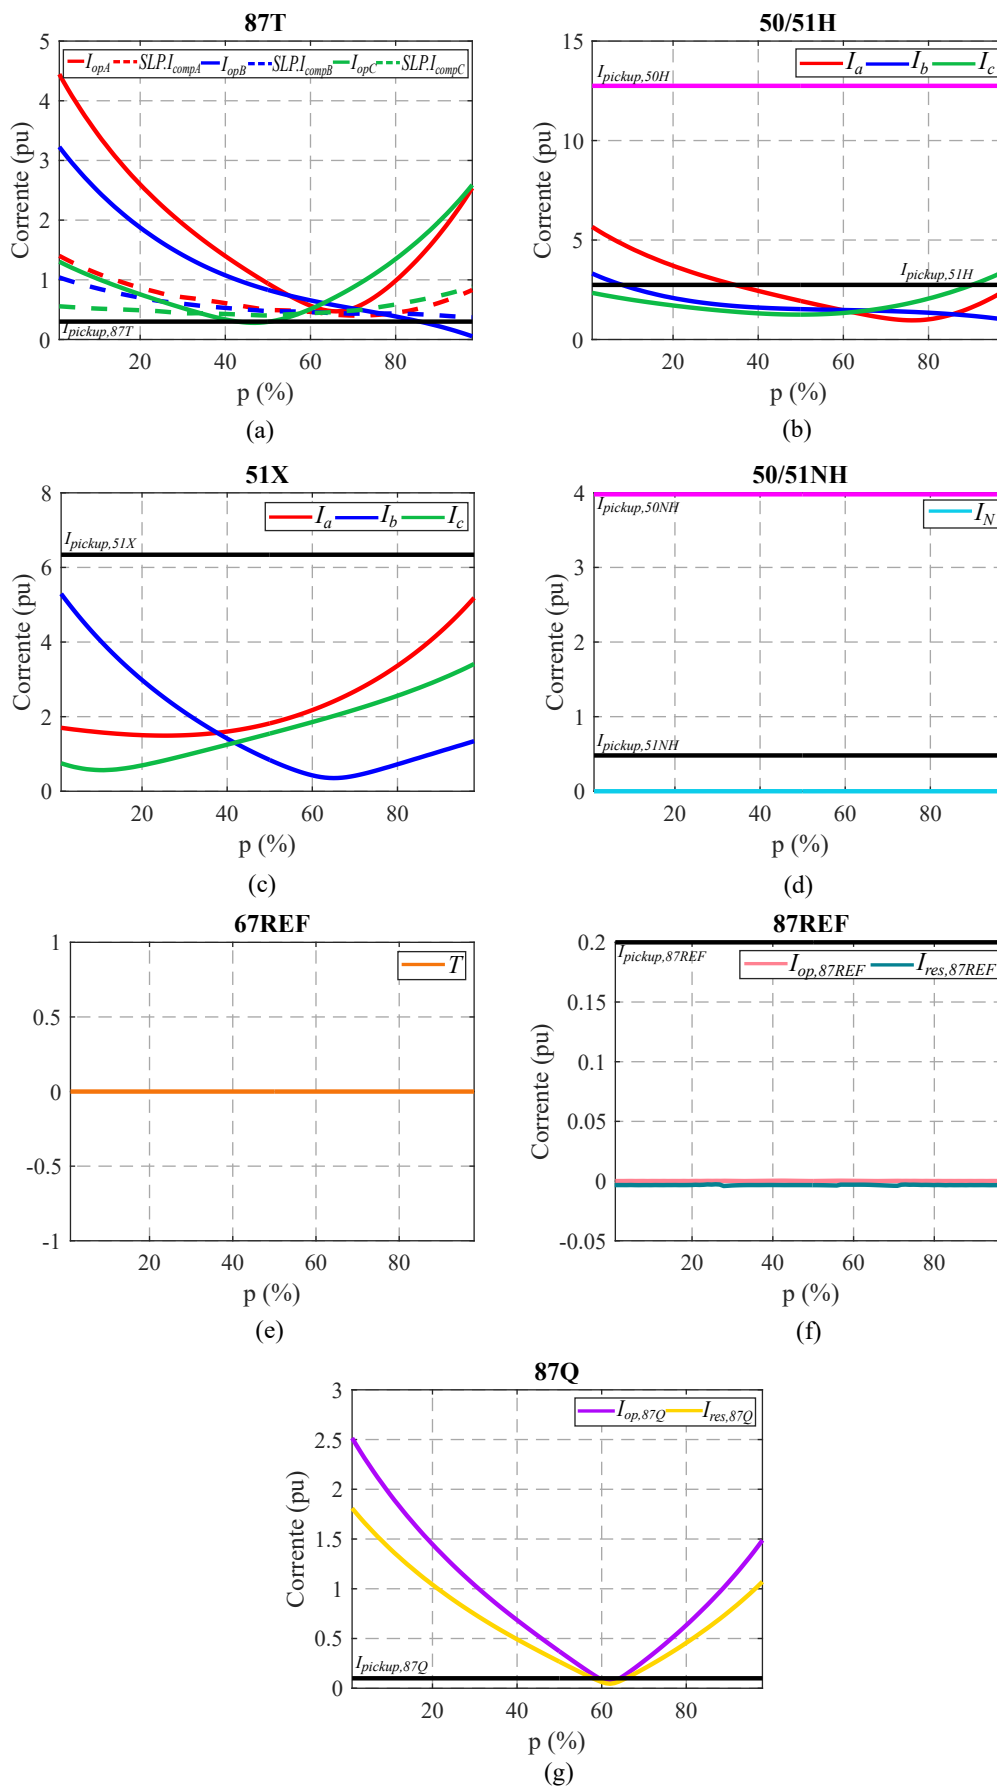 87T
I_opA SLP.I_compA I_opB SLP.I_compB I_opC SLP.I_compC
5
4
3
2
1
0
I_pickup,87T
Corrente (pu)
20 40 60 80
p (%)
(a)
50/51H
I_a I_b I_c
15
10
5
0
I_pickup,50H
I_pickup,51H
Corrente (pu)
20 40 60 80
p (%)
(b)
51X
I_a I_b I_c
8
6
4
2
0
I_pickup,51X
Corrente (pu)
20 40 60 80
p (%)
(c)
50/51NH
I_N
4
3
2
1
0
I_pickup,50NH
I_pickup,51NH
Corrente (pu)
20 40 60 80
p (%)
(d)
67REF
T
1
0.5
0
-0.5
-1
20 40 60 80
p (%)
(e)
87REF
I_op,87REF I_res,87REF
0.2
0.15
0.1
0.05
0
-0.05
I_pickup,87REF
Corrente (pu)
20 40 60 80
p (%)
(f)
87Q
I_op,87Q I_res,87Q
3
2.5
2
1.5
1
0.5
0
I_pickup,87Q
Corrente (pu)
20 40 60 80
p (%)
(g)